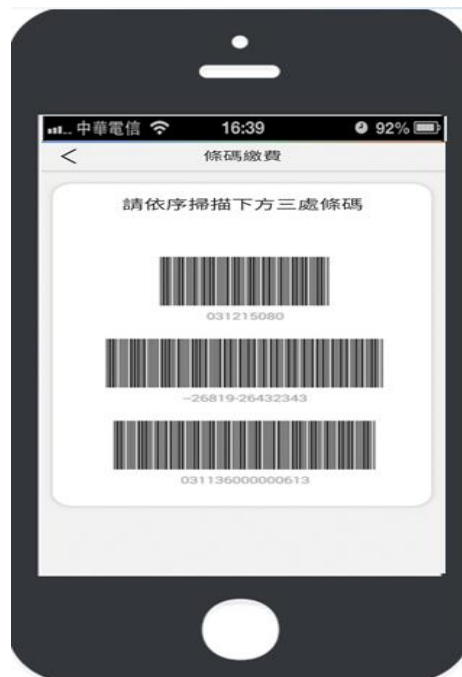 中華電信 16:39 92%
< 條碼繳費
請依序掃描下方三處條碼
031215080
-26819-26432343
031136000000613